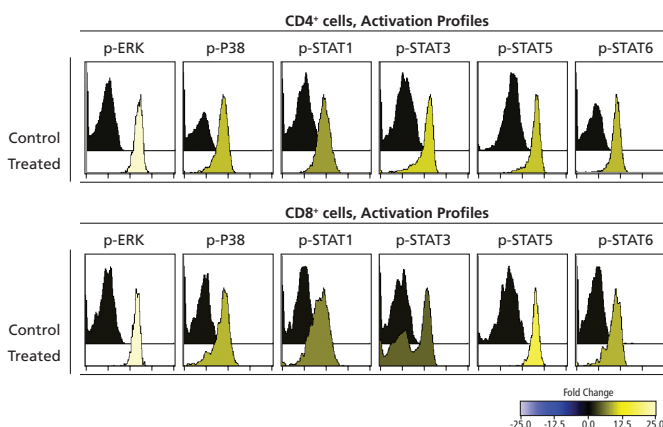 CD4⁺ cells, Activation Profiles
p-ERK p-P38 p-STAT1 p-STAT3 p-STAT5 p-STAT6
Control
Treated
CD8⁺ cells, Activation Profiles
p-ERK p-P38 p-STAT1 p-STAT3 p-STAT5 p-STAT6
Control
Treated
Fold Change
-25.0 -12.5 0.0 12.5 25.0